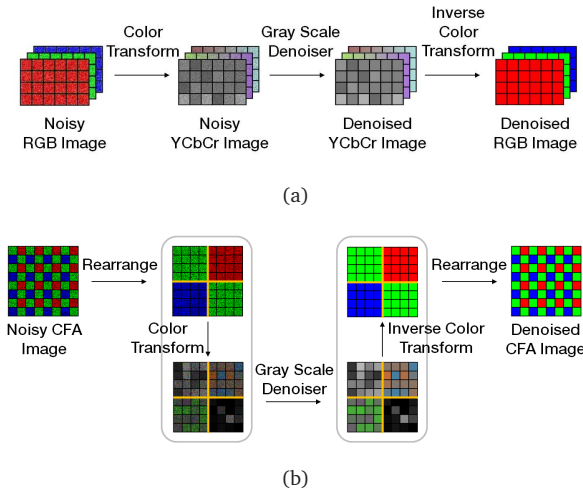 Color
Transform
Gray Scale
Denoiser
Inverse
Color
Transform
Noisy
RGB Image
Noisy
YCbCr Image
Denoised
YCbCr Image
Denoised
RGB Image
(a)
Rearrange
Rearrange
Noisy CFA
Image
Color
Transform
Gray Scale
Denoiser
Inverse Color
Transform
Denoised
CFA Image
(b)